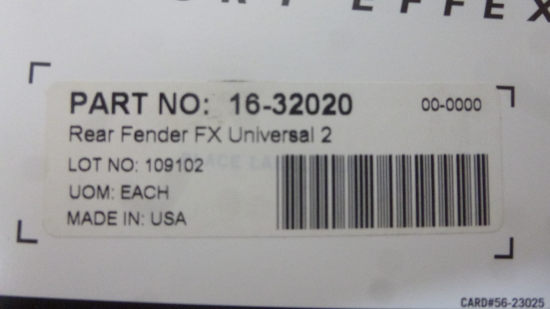 EFFEX
PART NO: 16-32020 00-0000
Rear Fender FX Universal 2
LOT NO: 109102
UOM: EACH
MADE IN: USA
CARD#56-23025